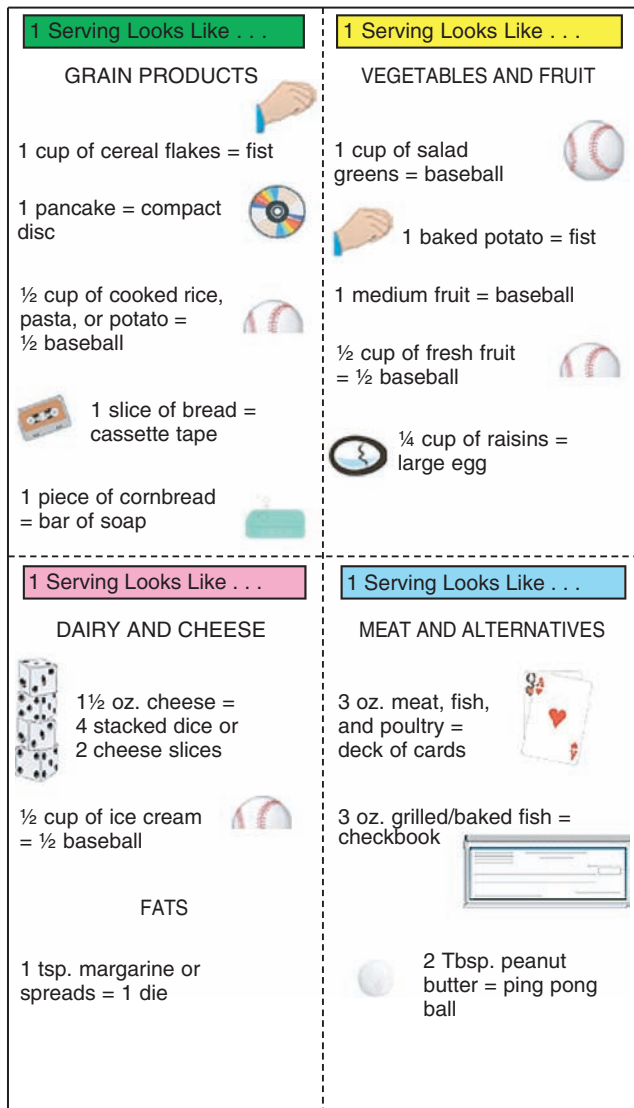 1 Serving Looks Like . . .
GRAIN PRODUCTS
1 cup of cereal flakes = fist
1 pancake = compact
disc
½ cup of cooked rice,
pasta, or potato =
½ baseball
1 slice of bread =
cassette tape
1 piece of cornbread
= bar of soap
1 Serving Looks Like . . .
VEGETABLES AND FRUIT
1 cup of salad
greens = baseball
1 baked potato = fist
1 medium fruit = baseball
½ cup of fresh fruit
= ½ baseball
¼ cup of raisins =
large egg
1 Serving Looks Like . . .
DAIRY AND CHEESE
1½ oz. cheese =
4 stacked dice or
2 cheese slices
½ cup of ice cream
= ½ baseball
FATS
1 tsp. margarine or
spreads = 1 die
1 Serving Looks Like . . .
MEAT AND ALTERNATIVES
3 oz. meat, fish,
and poultry =
deck of cards
Q
A
A
3 oz. grilled/baked fish =
checkbook
2 Tbsp. peanut
butter = ping pong
ball